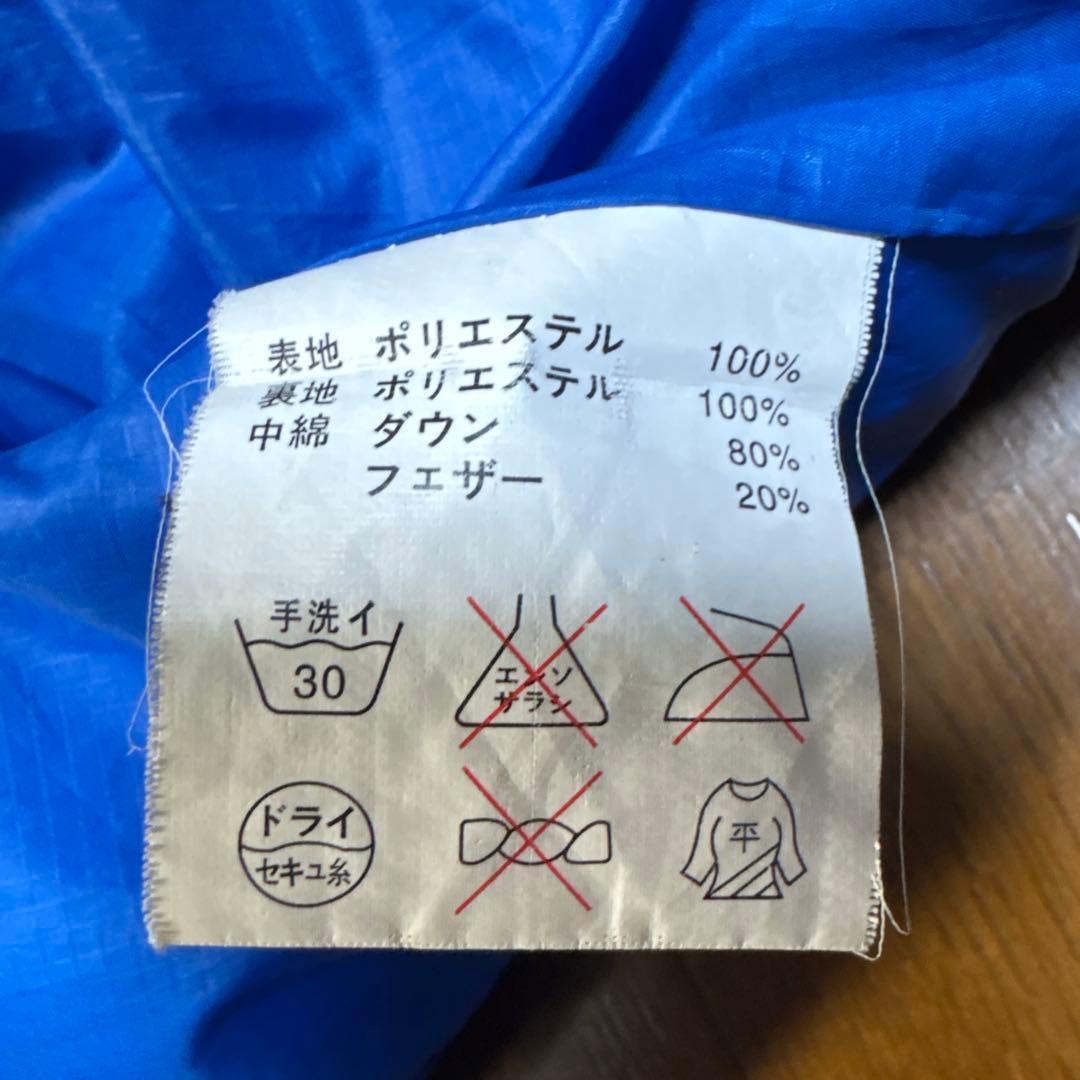 表地 ポリエステル 100%
裏地 ポリエステル 100%
中綿 ダウン 80%
フェザー 20%
手洗イ
30
エンソ
サラシ
ドライ
セキユ系
平